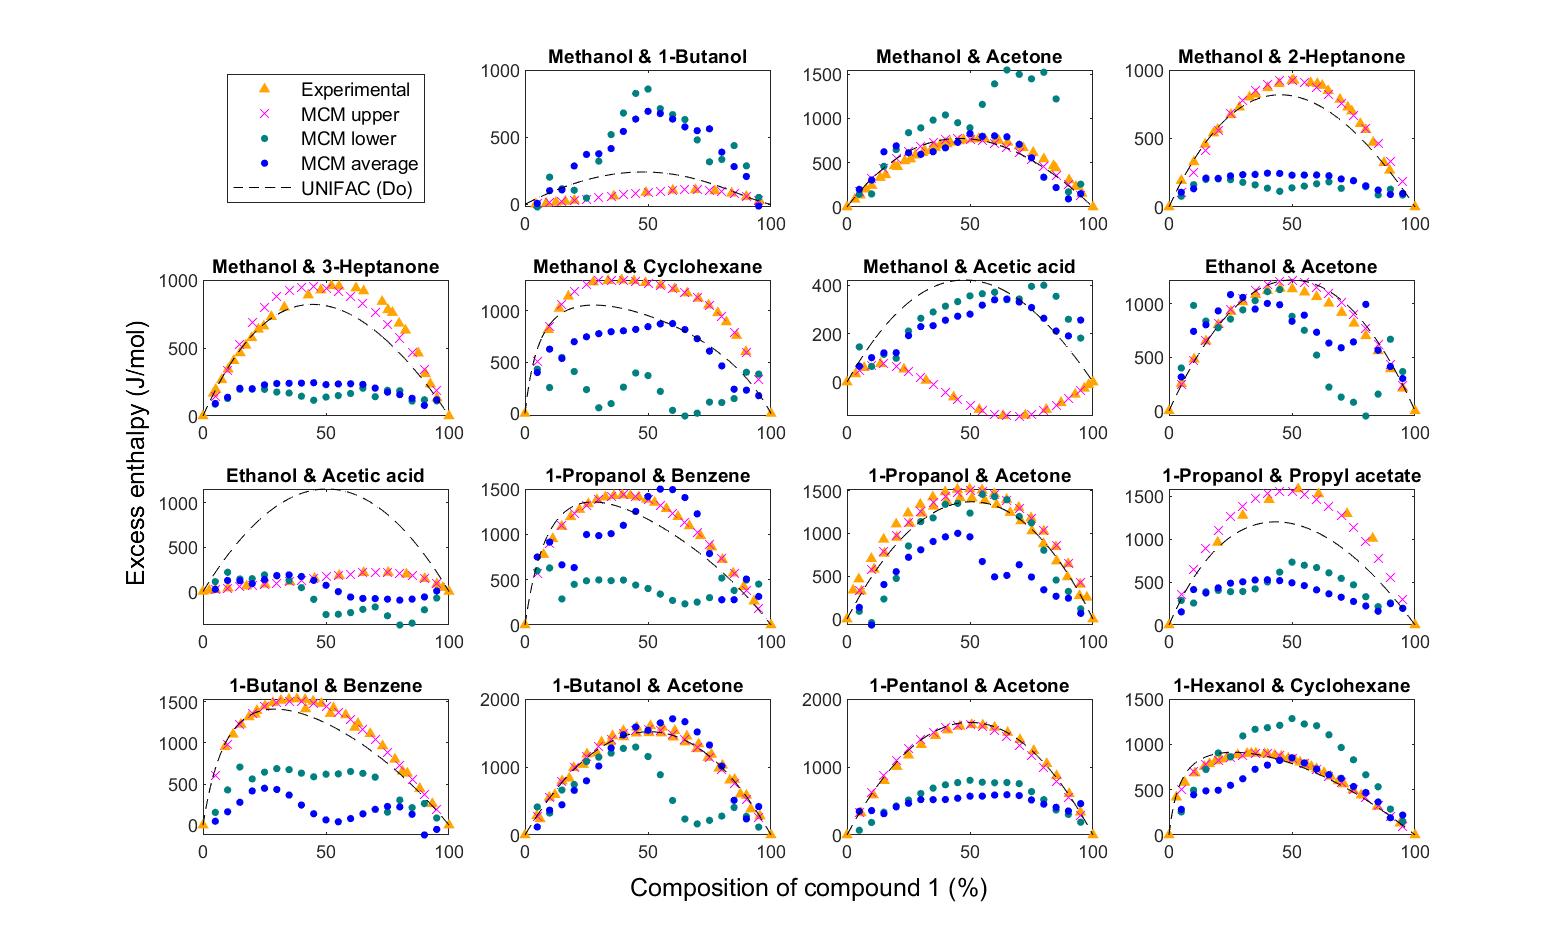 Experimental
MCM upper
MCM lower
MCM average
UNIFAC (Do)
Methanol & 1-Butanol
1000
500
0
0 50 100
Methanol & Acetone
1500
1000
500
0
0 50 100
Methanol & 2-Heptanone
1000
500
0
0 50 100
Methanol & 3-Heptanone
1000
500
0
0 50 100
Methanol & Cyclohexane
1000
500
0
0 50 100
Methanol & Acetic acid
400
200
0
0 50 100
Ethanol & Acetone
1000
500
0
0 50 100
Ethanol & Acetic acid
1000
500
0
0 50 100
1-Propanol & Benzene
1500
1000
500
0
0 50 100
1-Propanol & Acetone
1500
1000
500
0
0 50 100
1-Propanol & Propyl acetate
1500
1000
500
0
0 50 100
1-Butanol & Benzene
1500
1000
500
0
0 50 100
1-Butanol & Acetone
2000
1000
0
0 50 100
1-Pentanol & Acetone
2000
1000
0
0 50 100
1-Hexanol & Cyclohexane
1500
1000
500
0
0 50 100
Excess enthalpy (J/mol)
Composition of compound 1 (%)